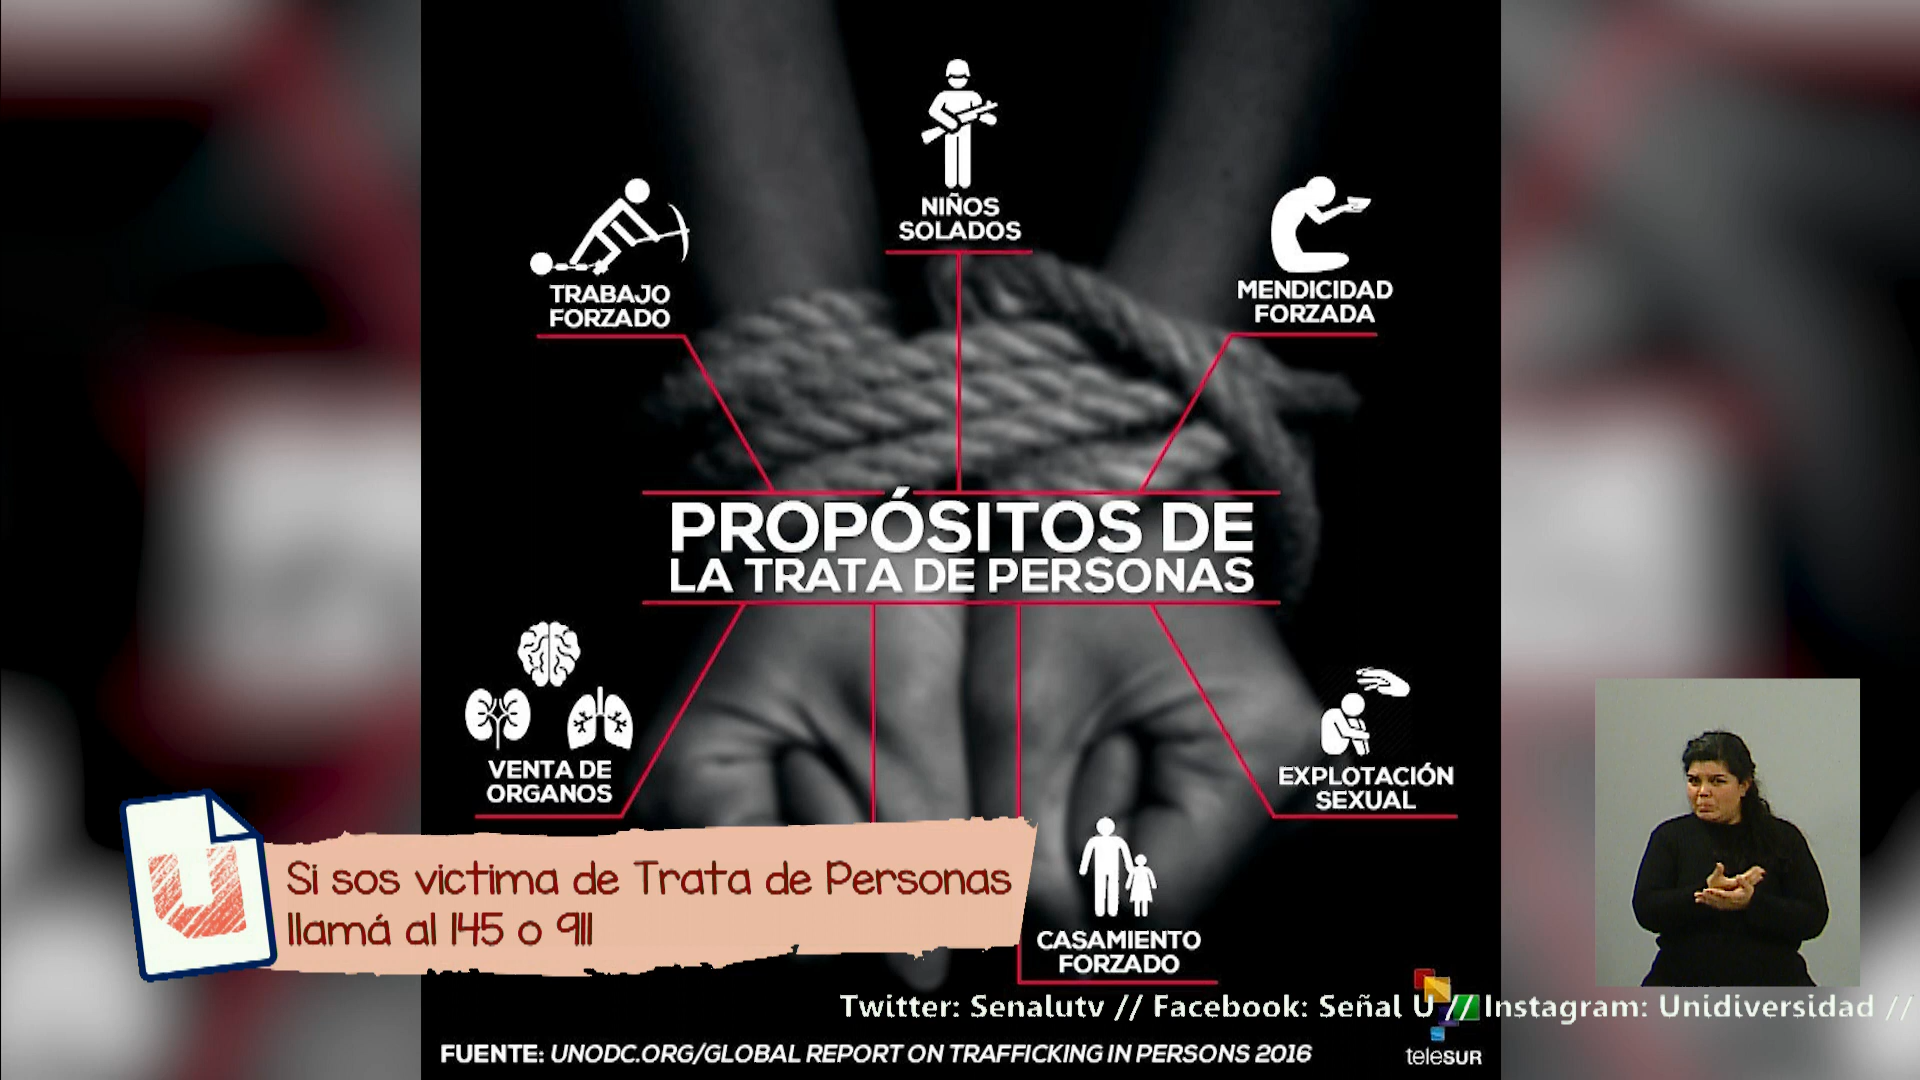 NIÑOS
SOLADOS
TRABAJO
FORZADO
MENDICIDAD
FORZADA
PROPÓSITOS DE
LA TRATA DE PERSONAS
VENTA DE
ORGANOS
EXPLOTACIÓN
SEXUAL
U
Si sos victima de Trata de Personas
llamá al 145 o 911
CASAMIENTO
FORZADO
Twitter: Senalutv // Facebook: Señal U // Instagram: Unidiversidad //
FUENTE: UNODC.ORG/GLOBAL REPORT ON TRAFFICKING IN PERSONS 2016
teleSUR